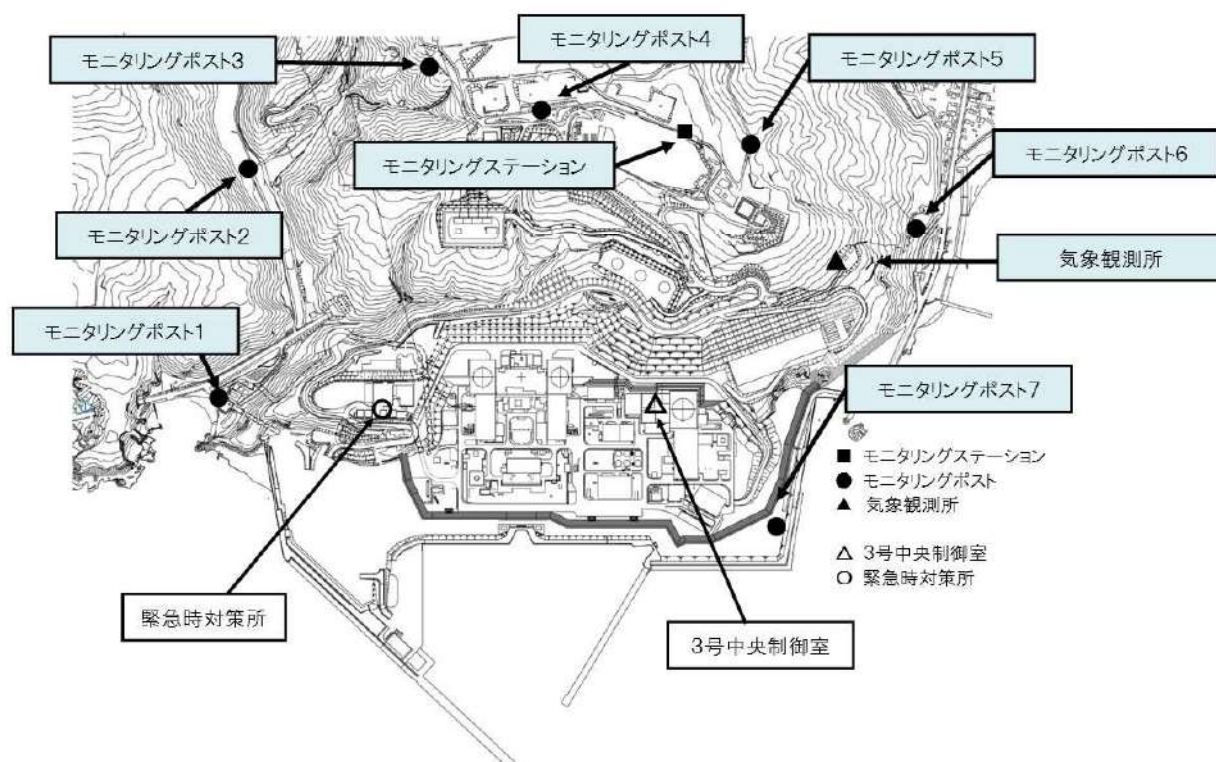 モニタリングポスト4
モニタリングポスト3
モニタリングポスト5
モニタリングステーション
モニタリングポスト6
モニタリングポスト2
気象観測所
モニタリングポスト1
モニタリングポスト7
■ モニタリングステーション
● モニタリングポスト
▲ 気象観測所
△ 3号中央制御室
○ 緊急時対策所
緊急時対策所
3号中央制御室